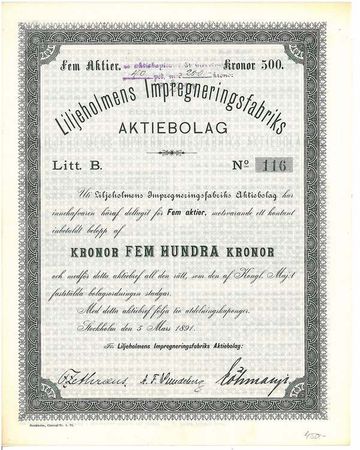 Fem Aktier. Kronor 500.
Liljeholmens Impregneringsfabriks
AKTIEBOLAG
Litt. B. No 116
Uti Liljeholmens Impregneringsfabriks Aktiebolag har
innehafvaren häraf deltagit för Fem aktier, motsvarande ett kontant
inbetaldt belopp af
KRONOR FEM HUNDRA KRONOR
och medför detta aktiebref all den rätt, som den af Kongl. Maj:t
fastställda bolagsordningen stadgar.
Med detta aktiebref följa tio utdelningskuponger.
Stockholm den 5 Mars 1891.
För Liljeholmens Impregneringsfabriks Aktiebolag:
450-